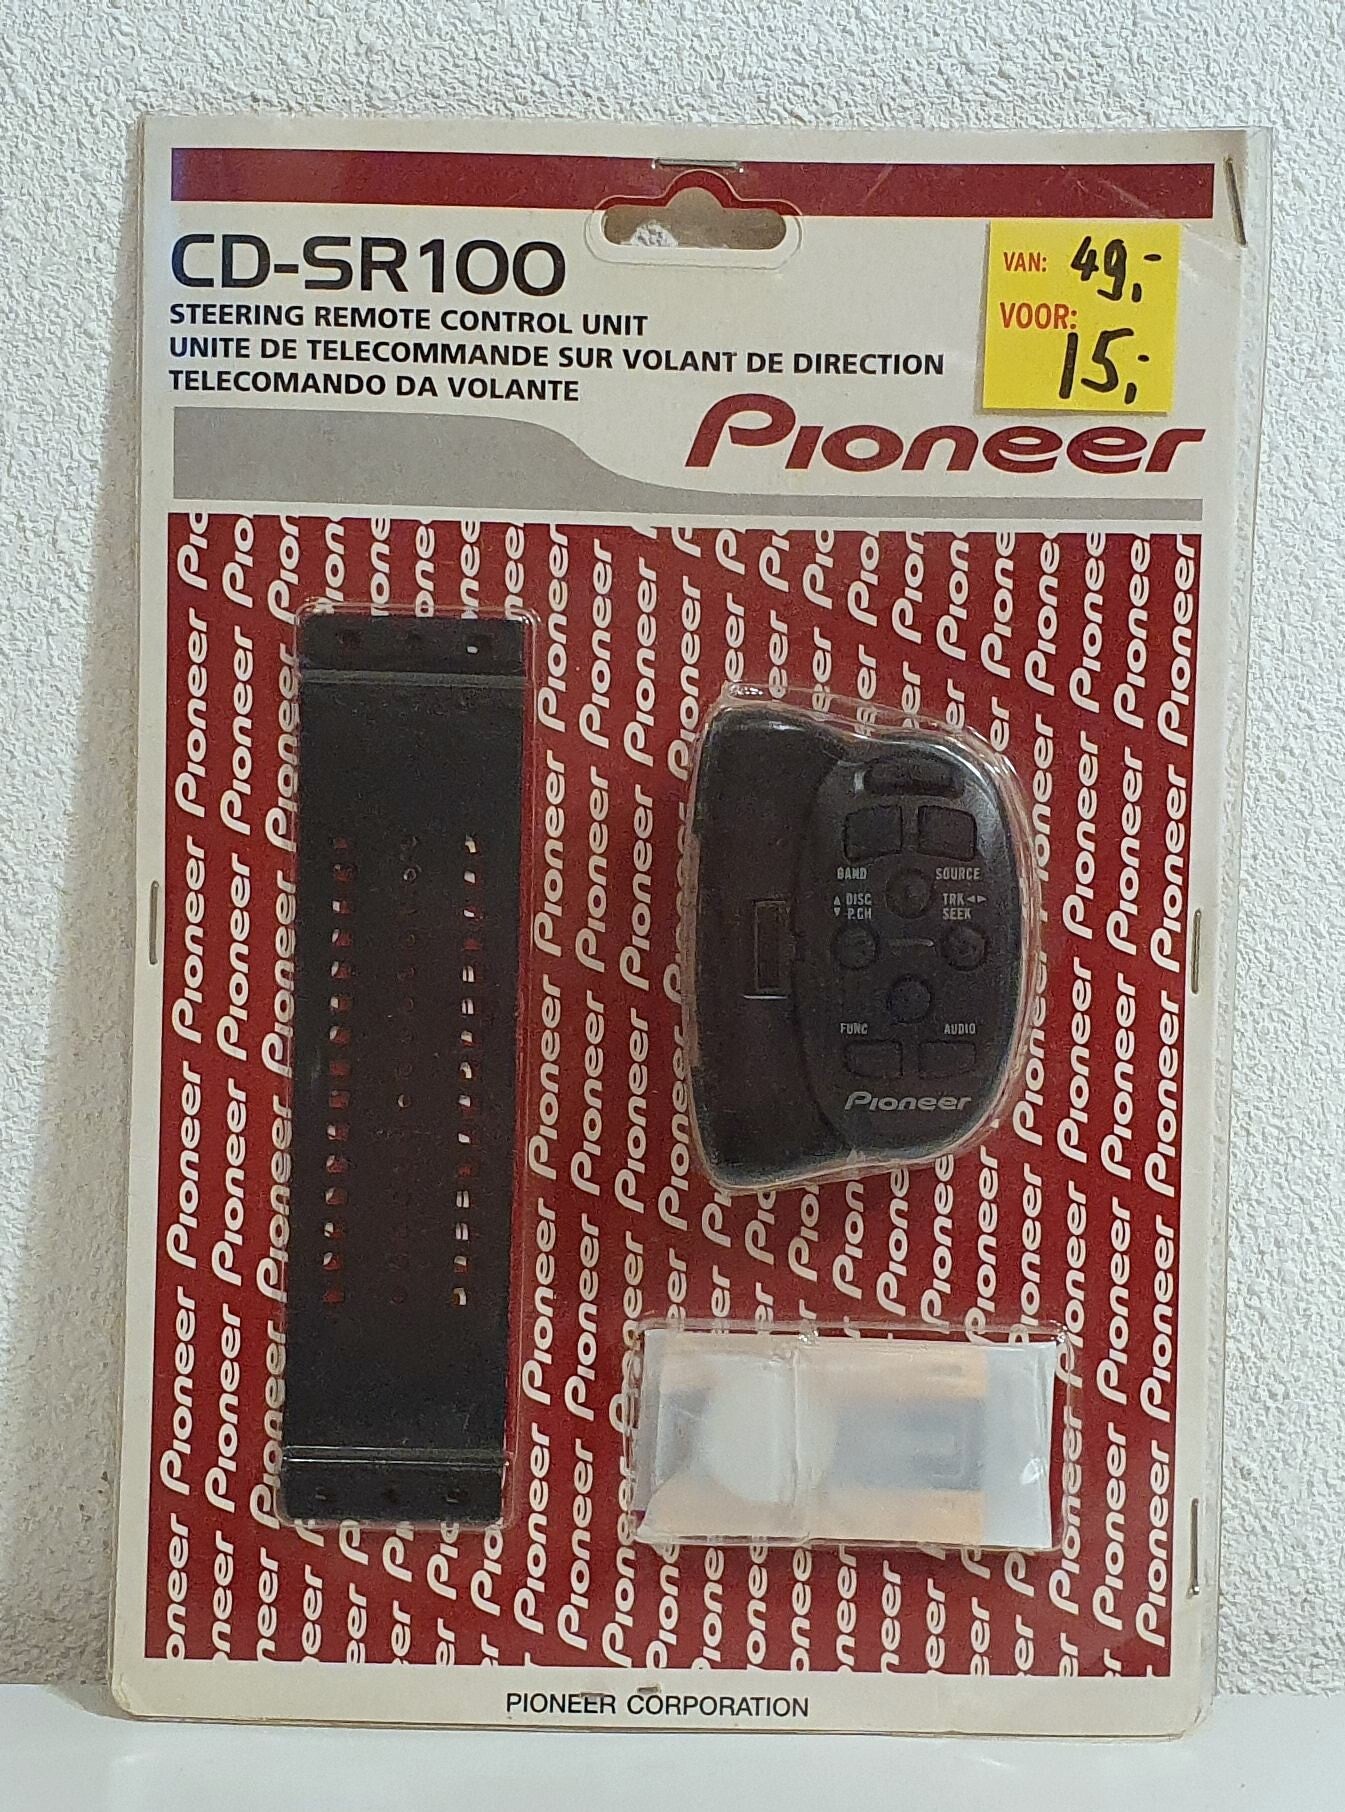 CD-SR100
STEERING REMOTE CONTROL UNIT
UNITE DE TELECOMMANDE SUR VOLANT DE DIRECTION
TELECOMANDO DA VOLANTE
VAN: 49,-
VOOR: 15,-
Pioneer
BAND SOURCE
▲ DISC TRK ◄►
▼ P.CH SEEK
FUNC AUDIO
Pioneer
PIONEER CORPORATION